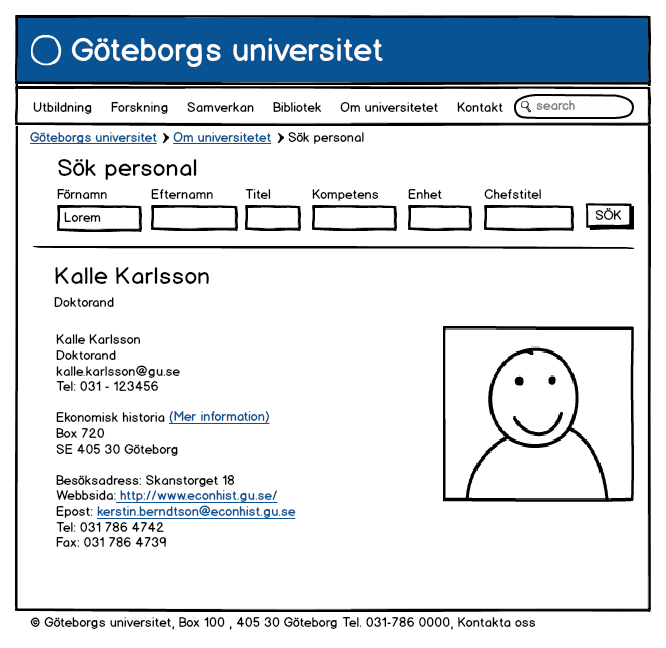 Göteborgs universitet
Utbildning Forskning Samverkan Bibliotek Om universitetet Kontakt search
Göteborgs universitet > Om universitetet > Sök personal
Sök personal
Förnamn Efternamn Titel Kompetens Enhet Chefstitel
Lorem SÖK
Kalle Karlsson
Doktorand
Kalle Karlsson
Doktorand
kalle.karlsson@gu.se
Tel: 031 - 123456
Ekonomisk historia (Mer information)
Box 720
SE 405 30 Göteborg
Besöksadress: Skanstorget 18
Webbsida: http://www.econhist.gu.se/
Epost: kerstin.berndtson@econhist.gu.se
Tel: 031 786 4742
Fax: 031 786 4739
© Göteborgs universitet, Box 100 , 405 30 Göteborg Tel. 031-786 0000, Kontakta oss